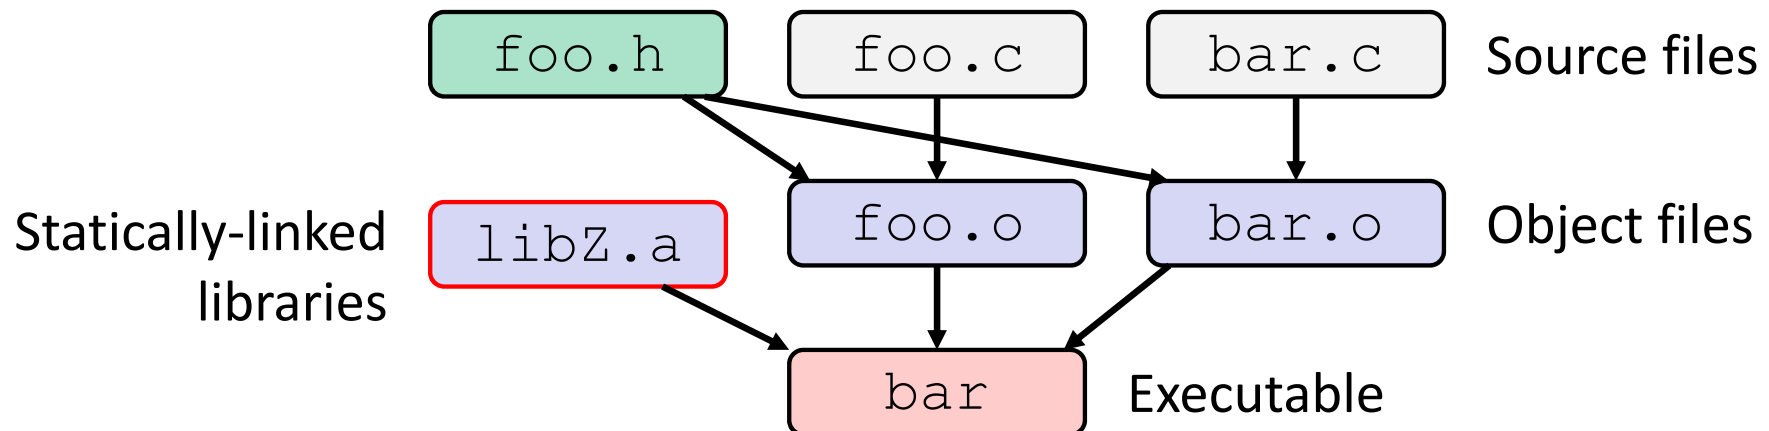 foo.h foo.c bar.c Source files
Statically-linked
libraries
libZ.a foo.o bar.o Object files
bar Executable